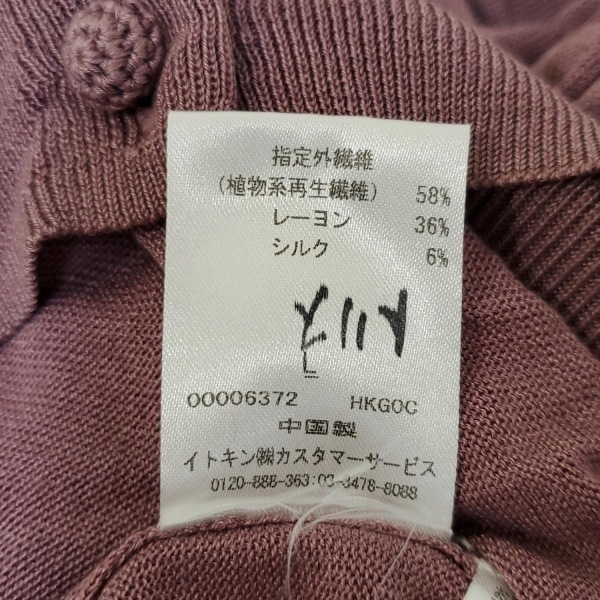 指定外繊維
(植物系再生繊維) 58%
レーヨン 36%
シルク 6%
L
00006372 HKGOC
中国製
イトキン㈱カスタマーサービス
0120-888-363:03-3478-8088